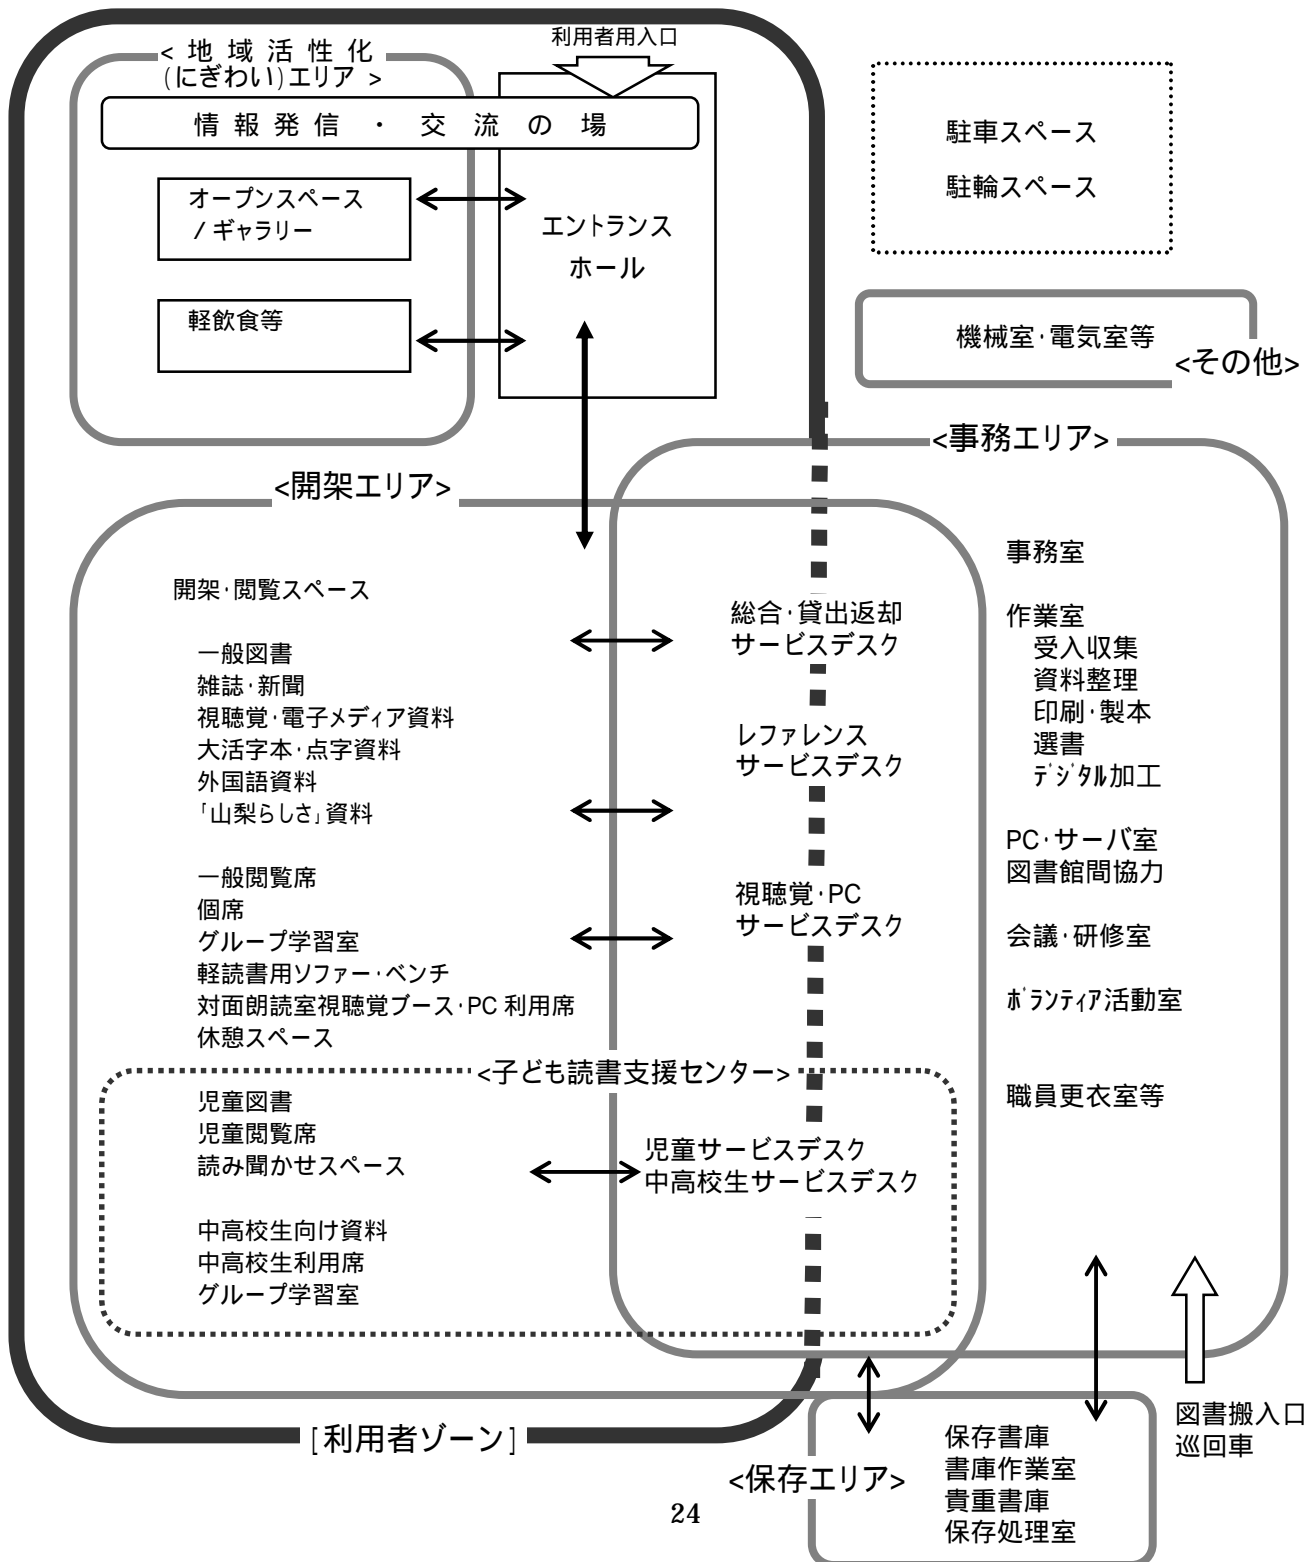 利用者用入口
<地域活性化
(にぎわい)エリア>
情報発信・交流の場
オープンスペース
/ギャラリー
軽飲食等
エントランス
ホール
駐車スペース
駐輪スペース
機械室・電気室等
<その他>
<事務エリア>
<開架エリア>
開架・閲覧スペース
一般図書
雑誌・新聞
視聴覚・電子メディア資料
大活字本・点字資料
外国語資料
「山梨らしさ」資料
一般閲覧席
個席
グループ学習室
軽読書用ソファー・ベンチ
対面朗読室視聴覚ブース・PC利用席
休憩スペース
総合・貸出返却
サービスデスク
レファレンス
サービスデスク
視聴覚・PC
サービスデスク
事務室
作業室
受入収集
資料整理
印刷・製本
選書
デジタル加工
PC・サーバ室
図書館間協力
会議・研修室
ボランティア活動室
職員更衣室等
<子ども読書支援センター>
児童図書
児童閲覧席
読み聞かせスペース
中高校生向け資料
中高校生利用席
グループ学習室
児童サービスデスク
中高校生サービスデスク
[利用者ゾーン]
図書搬入口
巡回車
<保存エリア>
保存書庫
書庫作業室
貴重書庫
保存処理室
24